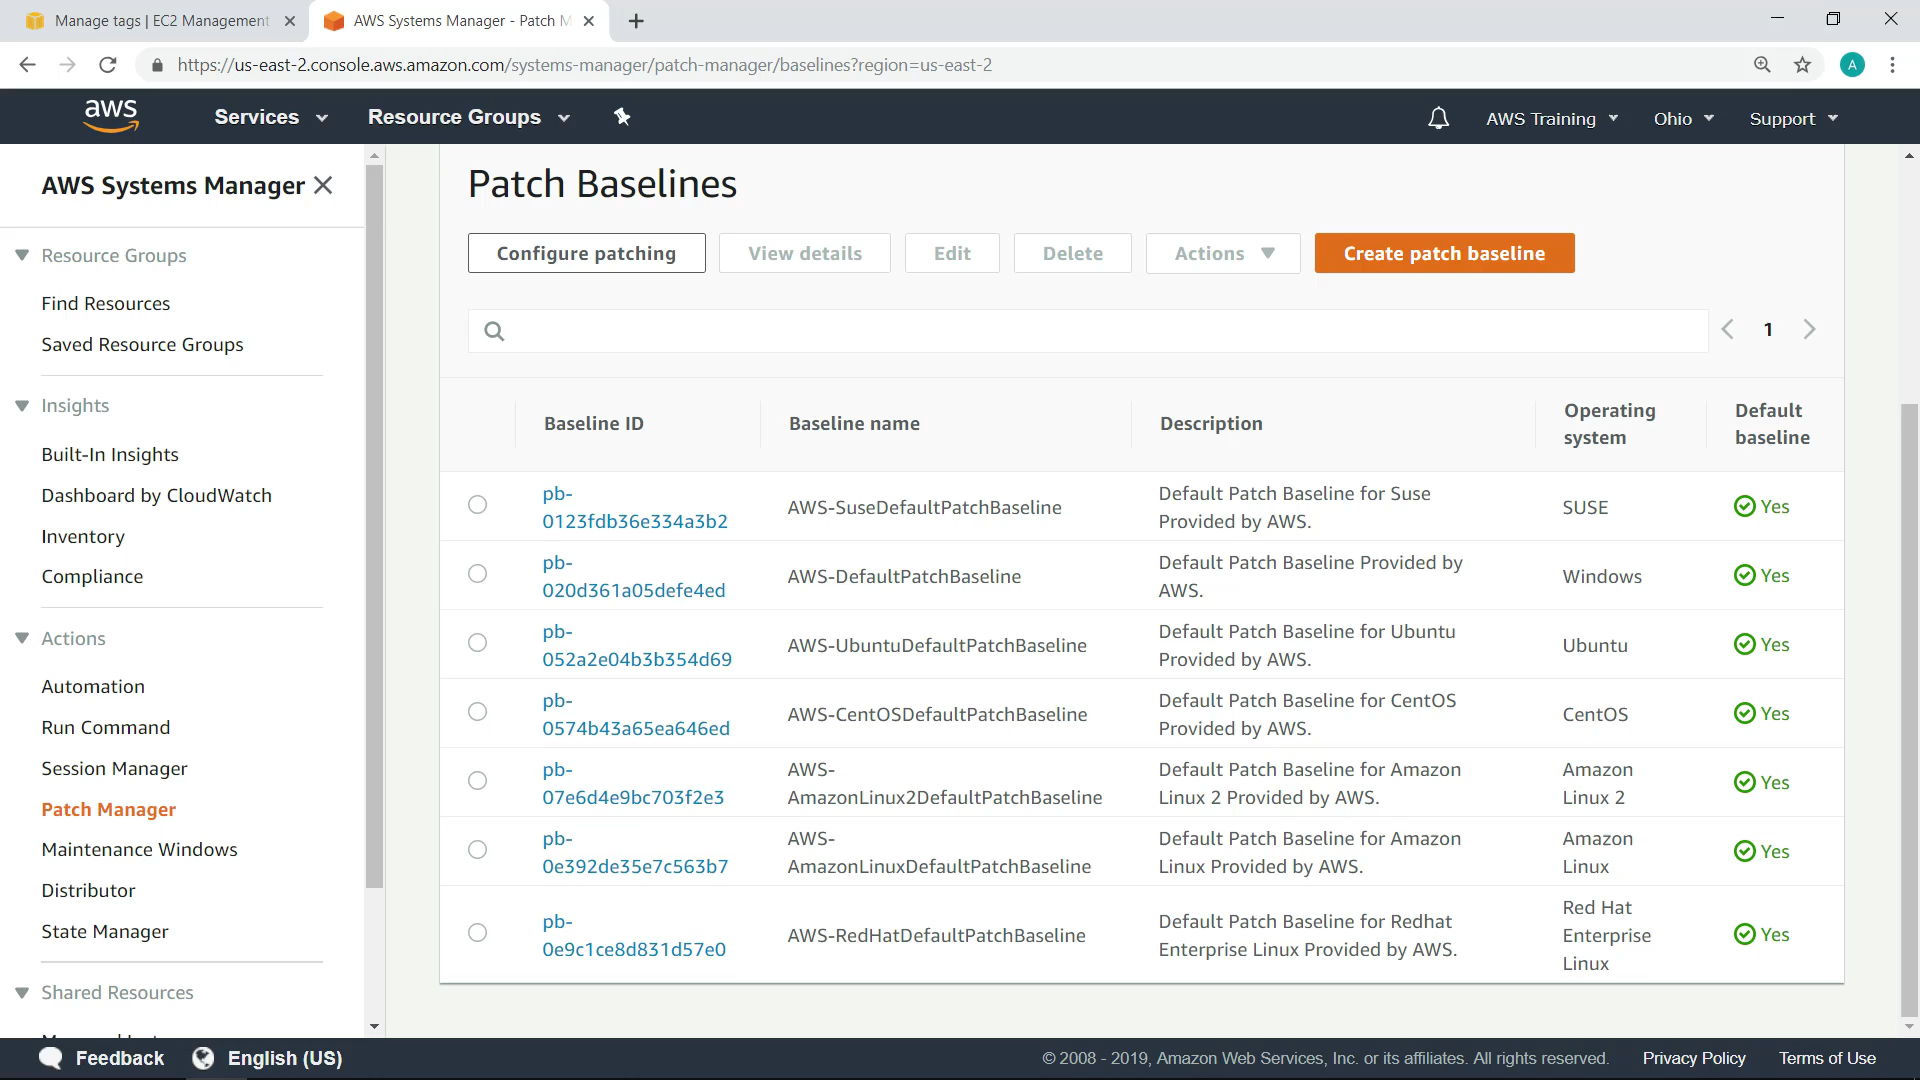 Manage tags | EC2 Management
AWS Systems Manager - Patch M
https://us-east-2.console.aws.amazon.com/systems-manager/patch-manager/baselines?region=us-east-2
A
aws
Services
Resource Groups
AWS Training
Ohio
Support
AWS Systems Manager
Resource Groups
Find Resources
Saved Resource Groups
Insights
Built-In Insights
Dashboard by CloudWatch
Inventory
Compliance
Actions
Automation
Run Command
Session Manager
Patch Manager
Maintenance Windows
Distributor
State Manager
Shared Resources
Patch Baselines
Configure patching
View details
Edit
Delete
Actions
Create patch baseline
1
Baseline ID
Baseline name
Description
Operating
system
Default
baseline
pb-
0123fdb36e334a3b2
AWS-SuseDefaultPatchBaseline
Default Patch Baseline for Suse
Provided by AWS.
SUSE
Yes
pb-
020d361a05defe4ed
AWS-DefaultPatchBaseline
Default Patch Baseline Provided by
AWS.
Windows
Yes
pb-
052a2e04b3b354d69
AWS-UbuntuDefaultPatchBaseline
Default Patch Baseline for Ubuntu
Provided by AWS.
Ubuntu
Yes
pb-
0574b43a65ea646ed
AWS-CentOSDefaultPatchBaseline
Default Patch Baseline for CentOS
Provided by AWS.
CentOS
Yes
pb-
07e6d4e9bc703f2e3
AWS-
AmazonLinux2DefaultPatchBaseline
Default Patch Baseline for Amazon
Linux 2 Provided by AWS.
Amazon
Linux 2
Yes
pb-
0e392de35e7c563b7
AWS-
AmazonLinuxDefaultPatchBaseline
Default Patch Baseline for Amazon
Linux Provided by AWS.
Amazon
Linux
Yes
pb-
0e9c1ce8d831d57e0
AWS-RedHatDefaultPatchBaseline
Default Patch Baseline for Redhat
Enterprise Linux Provided by AWS.
Red Hat
Enterprise
Linux
Yes
Feedback
English (US)
© 2008 - 2019, Amazon Web Services, Inc. or its affiliates. All rights reserved.
Privacy Policy
Terms of Use